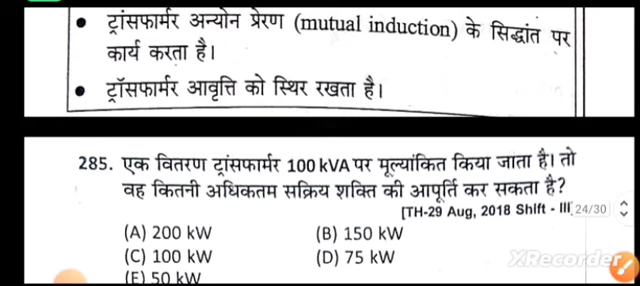 • ट्रांसफार्मर अन्योन प्रेरण (mutual induction) के सिद्धांत पर
कार्य करता है।
• ट्रॉसफार्मर आवृत्ति को स्थिर रखता है।
285. एक वितरण ट्रांसफार्मर 100 kVA पर मूल्यांकित किया जाता है। तो
वह कितनी अधिकतम सक्रिय शक्ति की आपूर्ति कर सकता है?
[TH-29 Aug, 2018 Shift - III]
24/30
(A) 200 kW (B) 150 kW
(C) 100 kW (D) 75 kW
(E) 50 kW
XRecorder